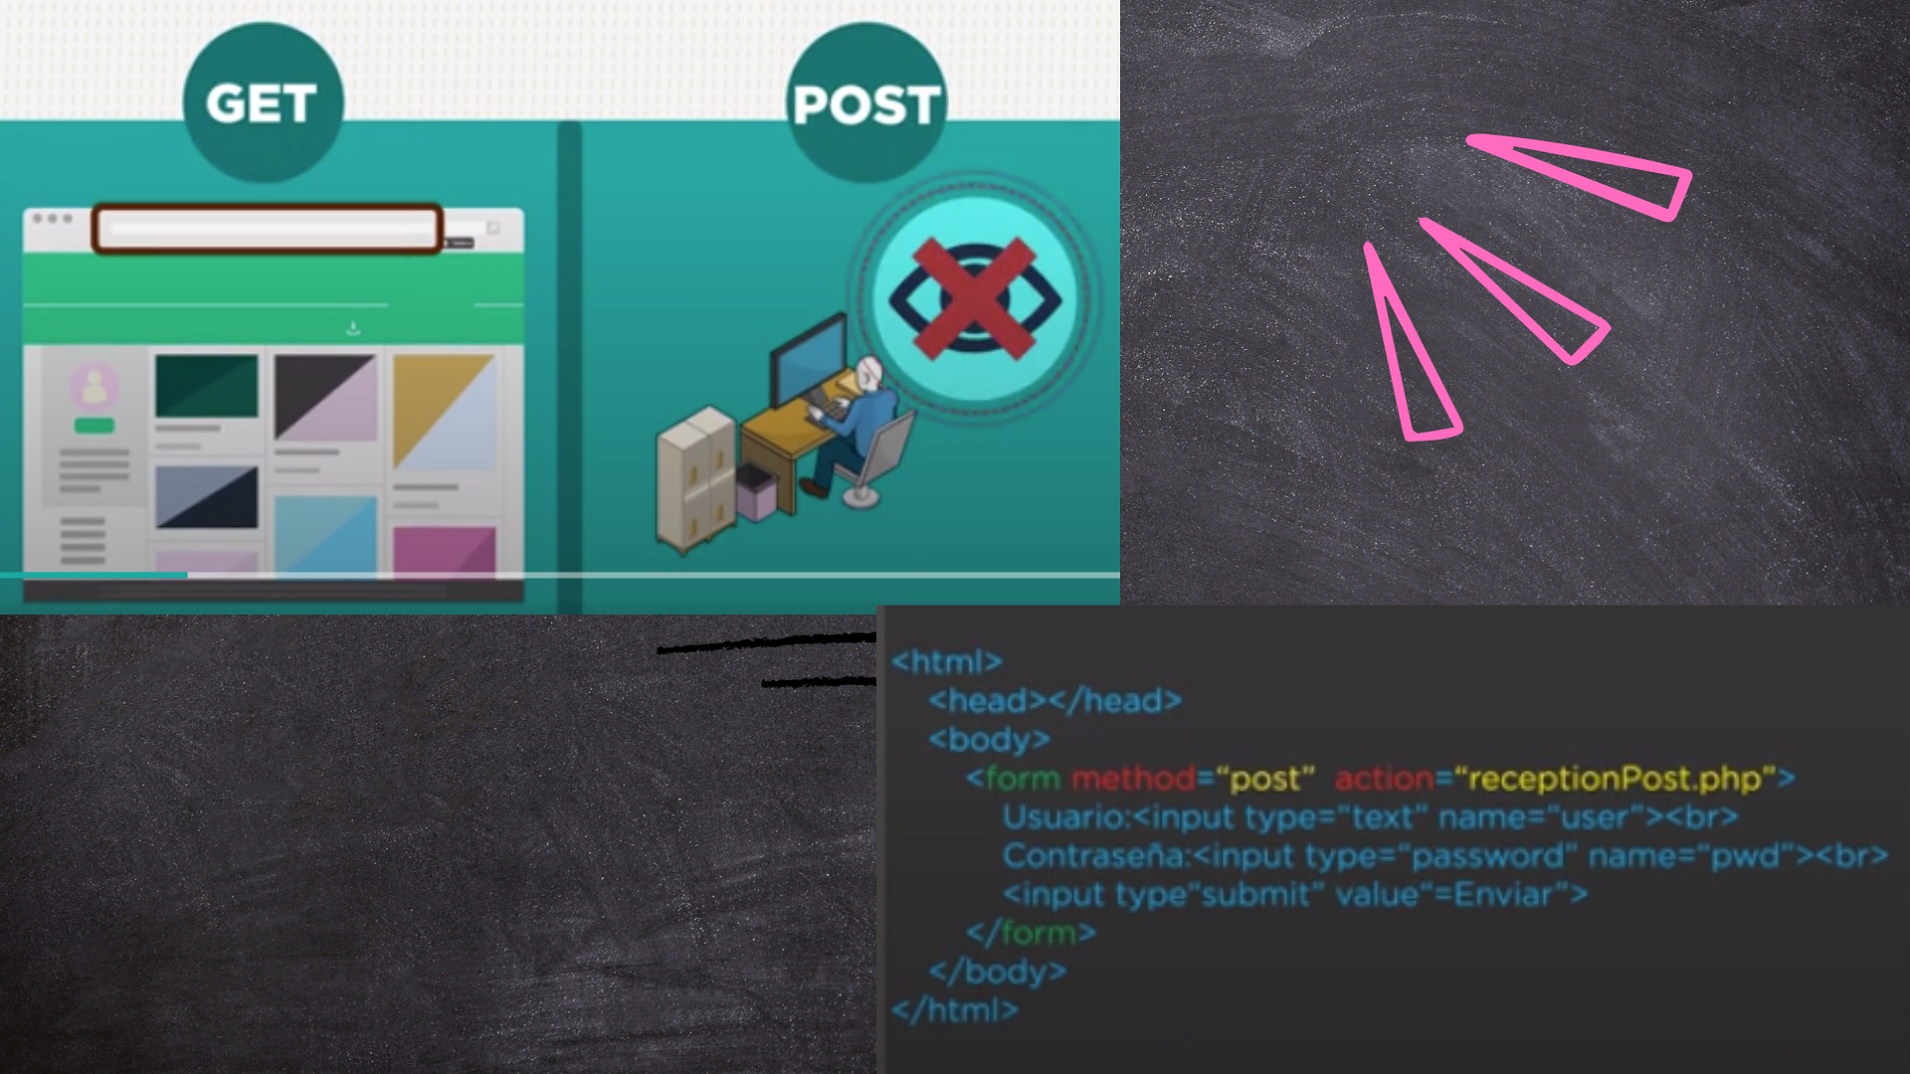 GET
POST
<html>
<head></head>
<body>
<form method=“post” action=“receptionPost.php”>
Usuario:<input type=“text” name=“user”><br>
Contraseña:<input type=“password” name=“pwd”><br>
<input type“submit” value“=Enviar”>
</form>
</body>
</html>